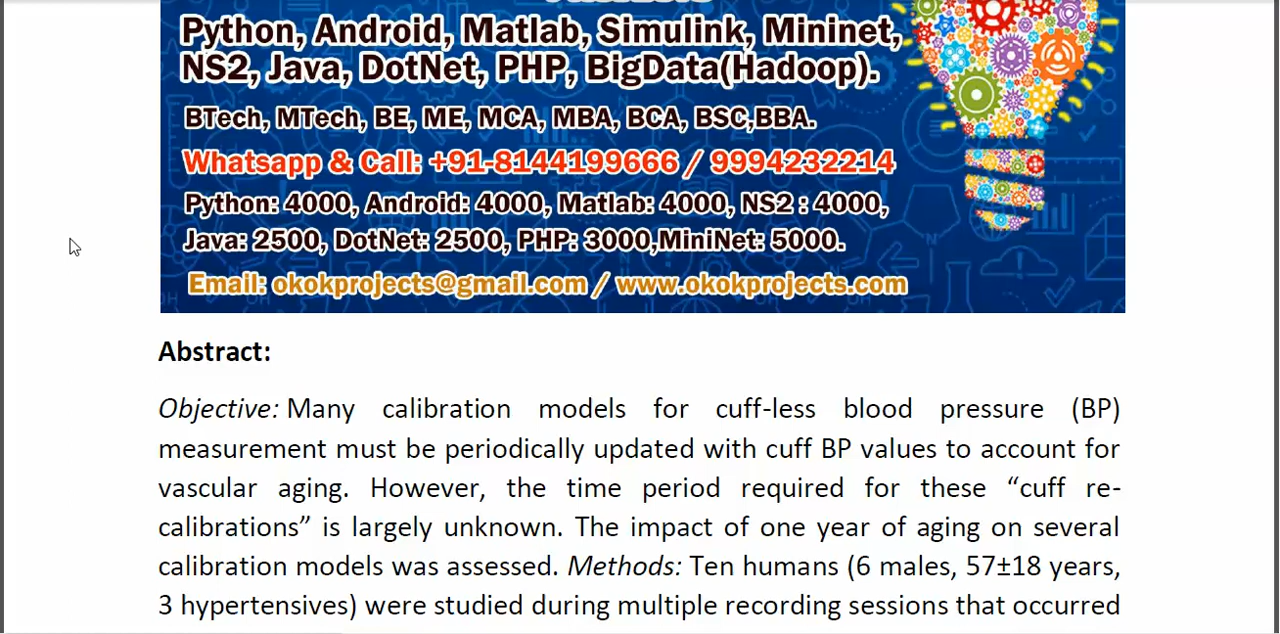 Python, Android, Matlab, Simulink, Mininet,
NS2, Java, DotNet, PHP, BigData(Hadoop).
BTech, MTech, BE, ME, MCA, MBA, BCA, BSC,BBA.
Whatsapp & Call: +91-8144199666 / 9994232214
Python: 4000, Android: 4000, Matlab: 4000, NS2 : 4000,
Java: 2500, DotNet: 2500, PHP: 3000,MiniNet: 5000.
Email: okokprojects@gmail.com / www.okokprojects.com
Abstract:
Objective: Many calibration models for cuff-less blood pressure (BP)
measurement must be periodically updated with cuff BP values to account for
vascular aging. However, the time period required for these “cuff re-
calibrations” is largely unknown. The impact of one year of aging on several
calibration models was assessed. Methods: Ten humans (6 males, 57±18 years,
3 hypertensives) were studied during multiple recording sessions that occurred